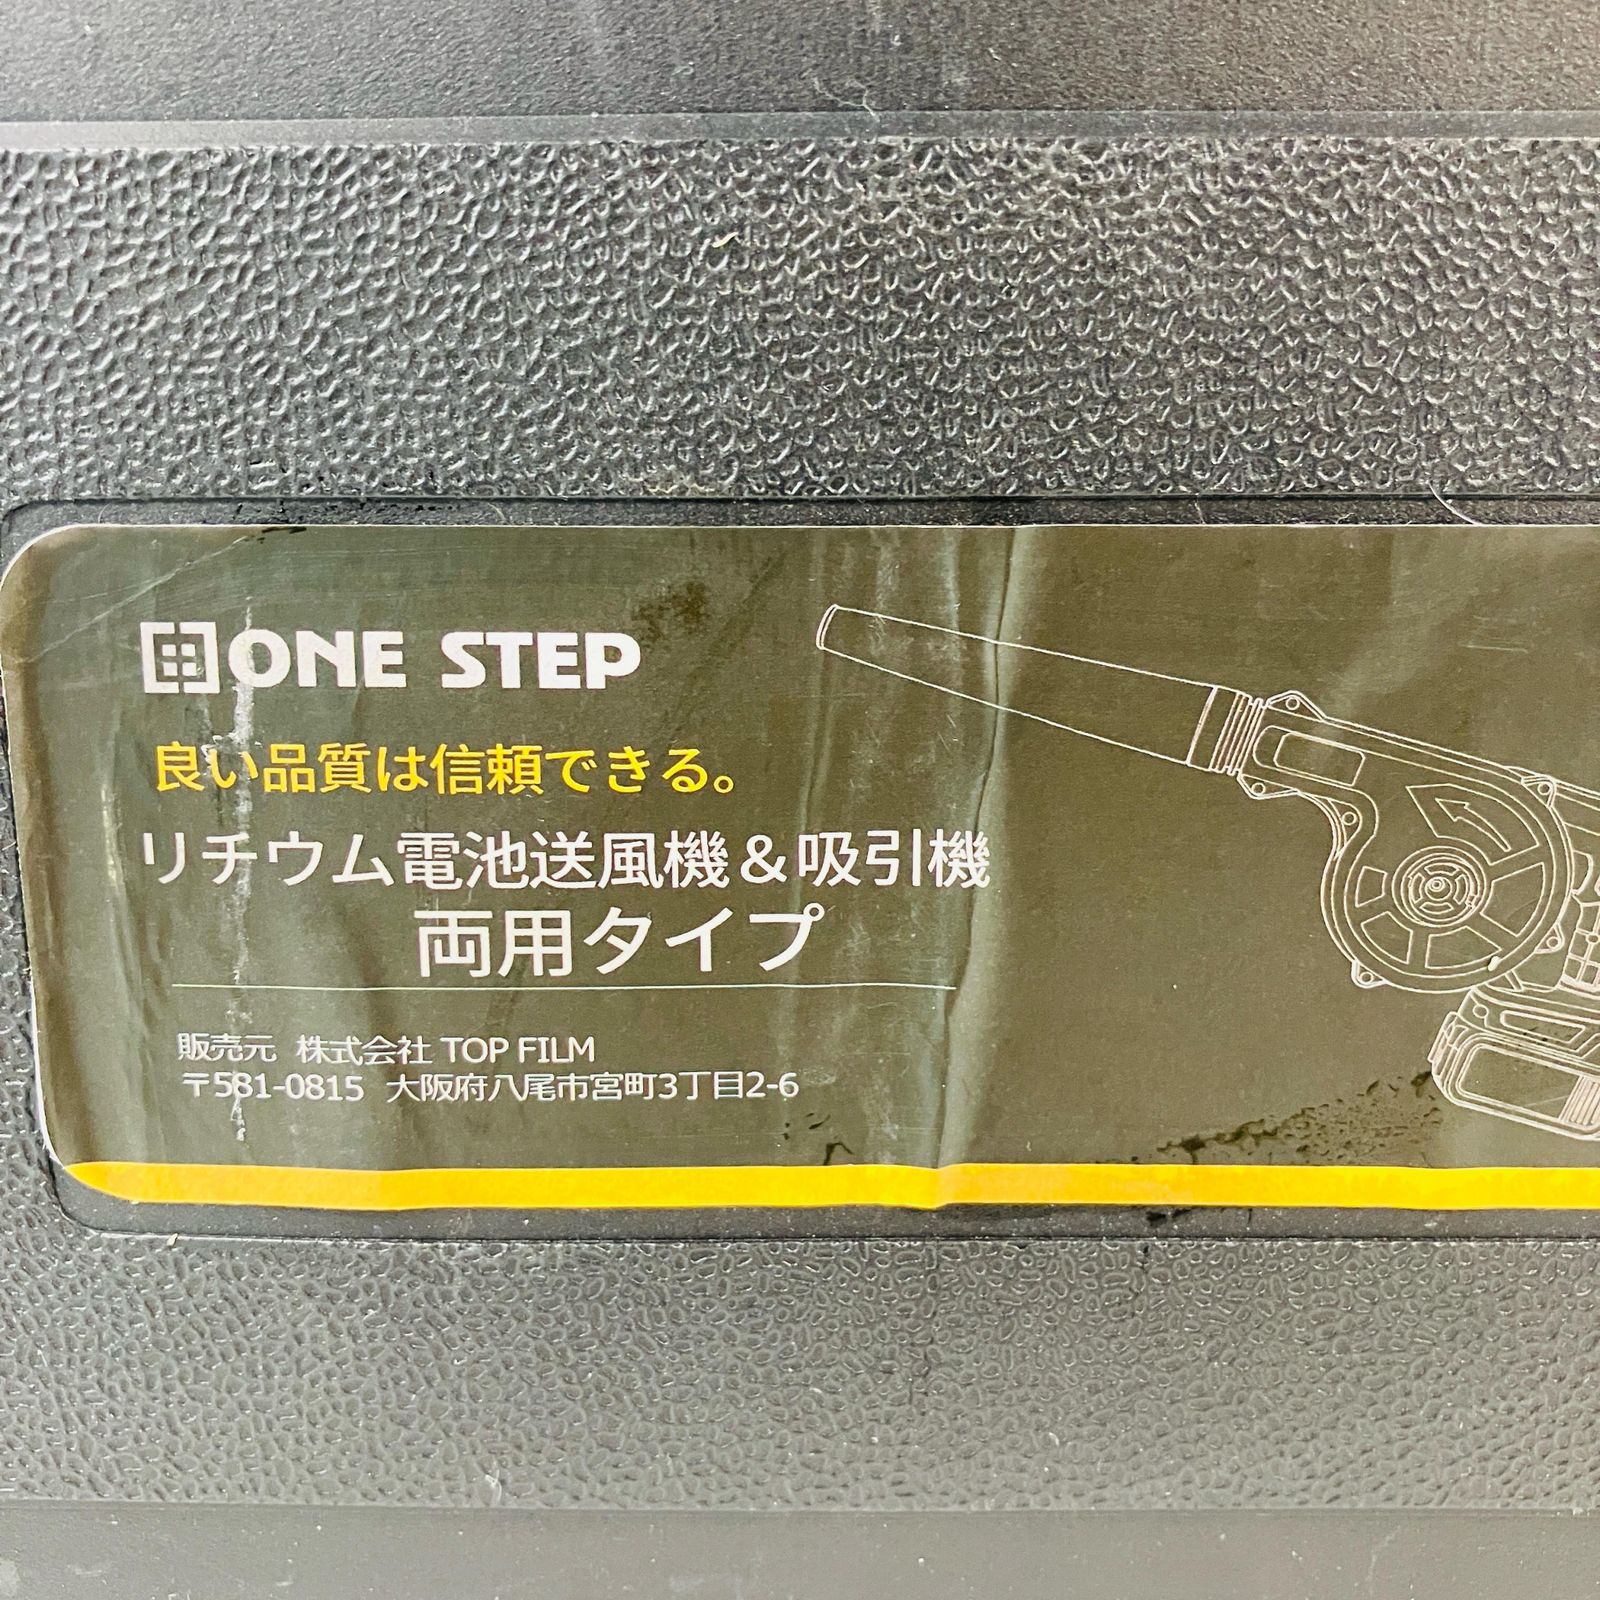 ONE STEP
良い品質は信頼できる。
リチウム電池送風機＆吸引機
両用タイプ
販売元 株式会社 TOP FILM
〒581-0815 大阪府八尾市宮町3丁目2-6